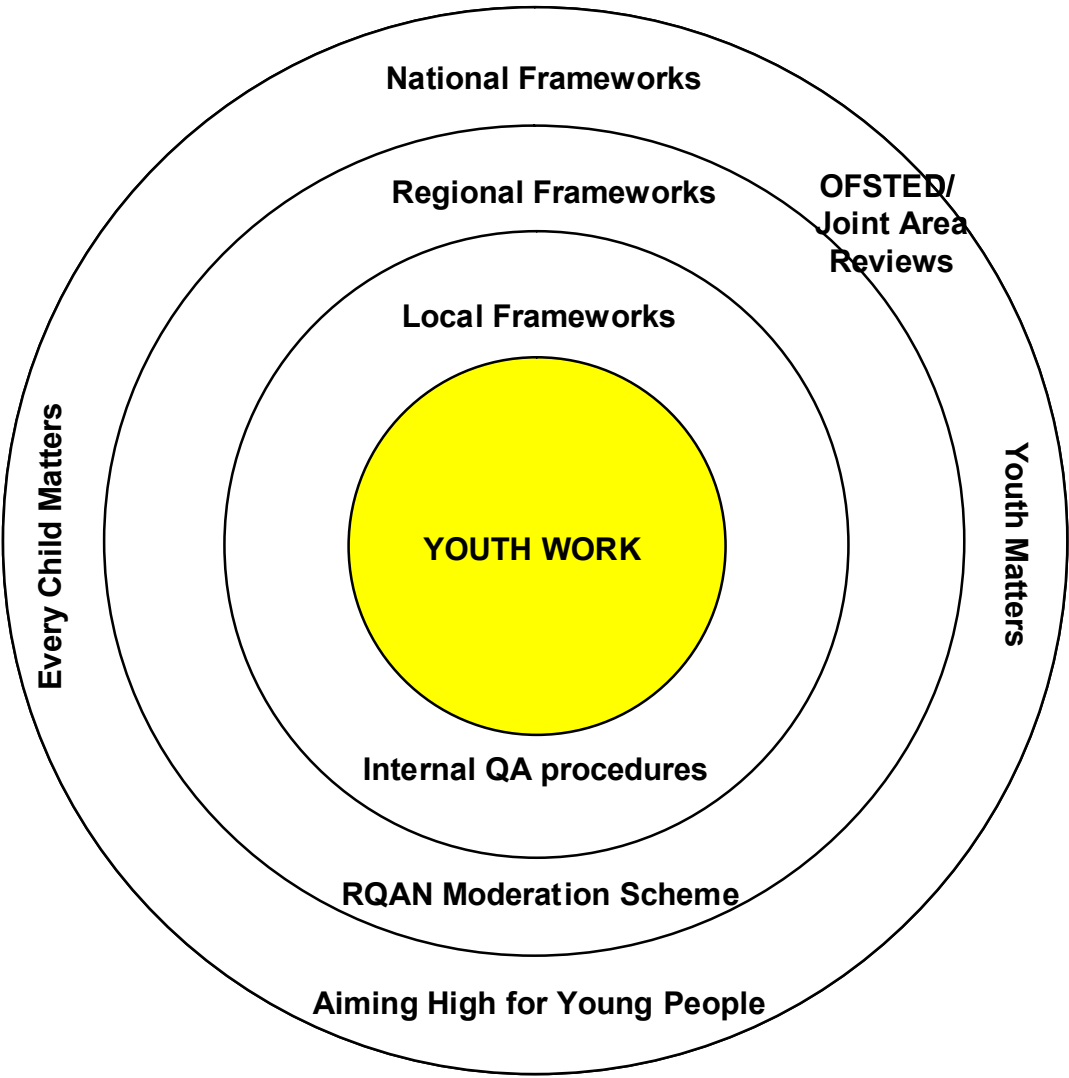 National Frameworks
Regional Frameworks
OFSTED/
Joint Area
Reviews
Local Frameworks
Every Child Matters
YOUTH WORK
Youth Matters
Internal QA procedures
RQAN Moderation Scheme
Aiming High for Young People